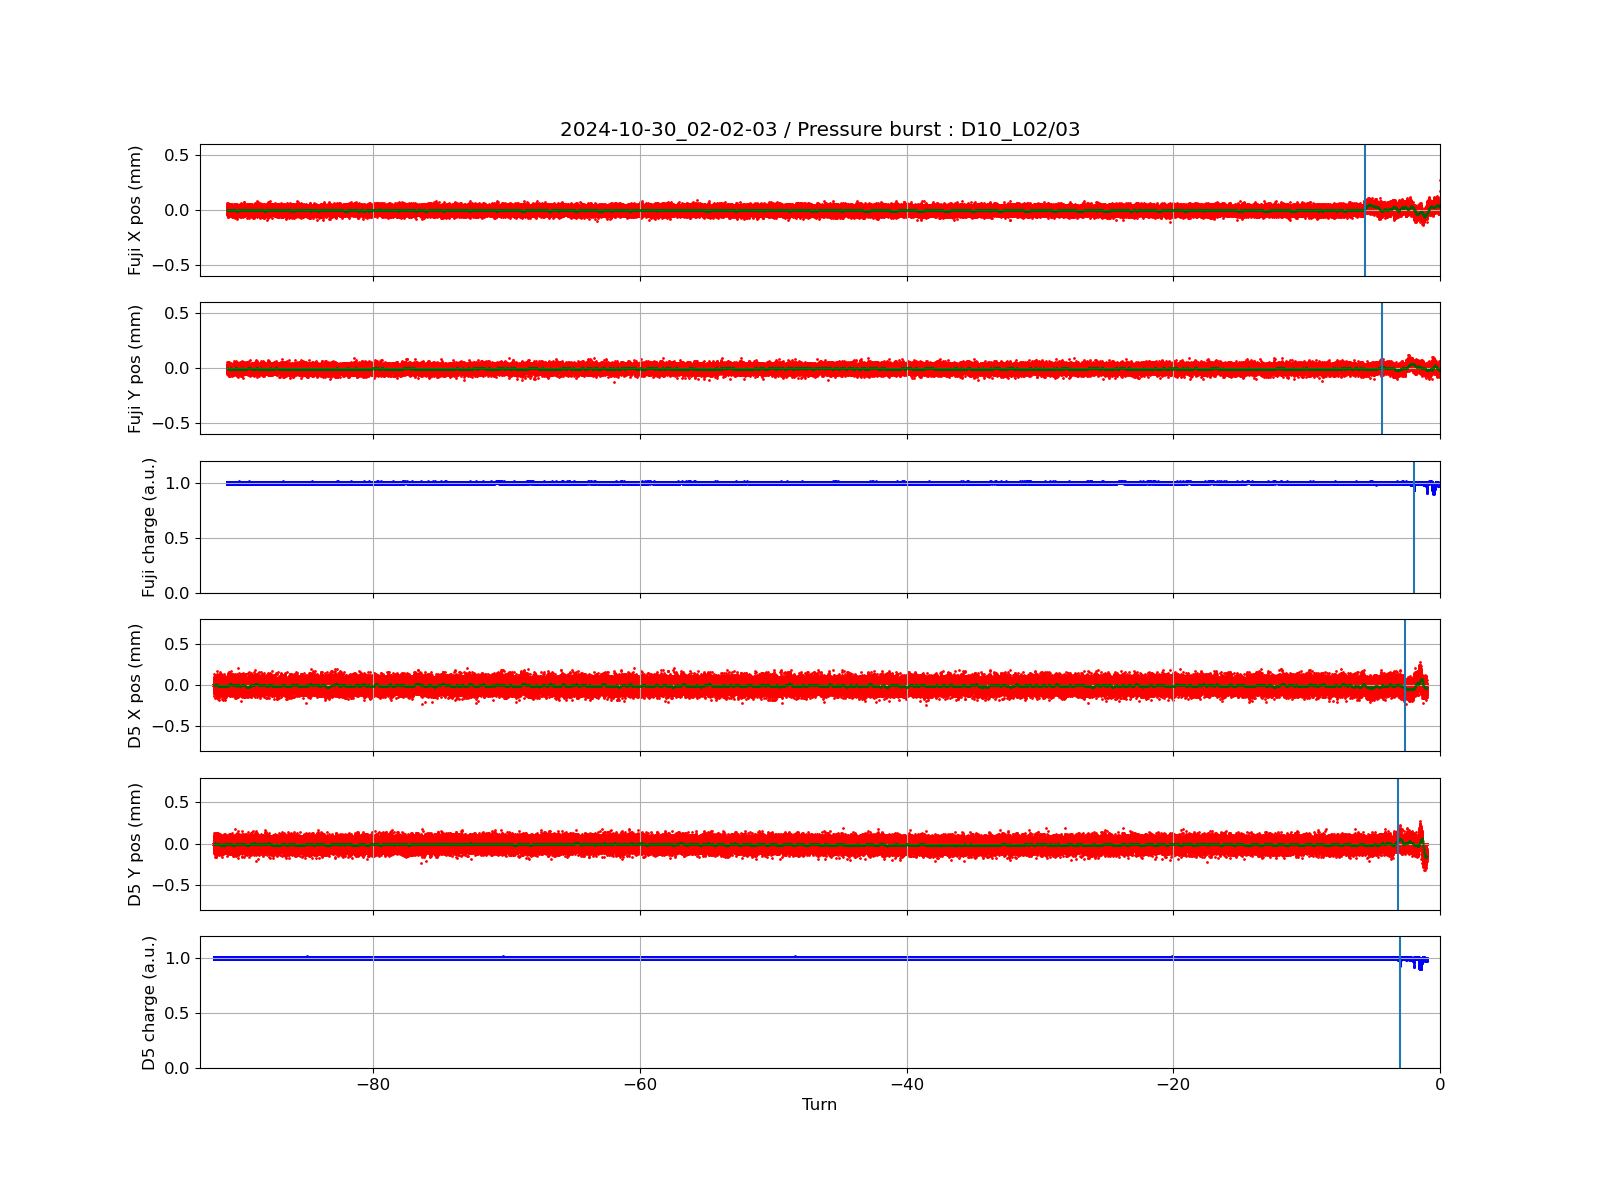 2024-10-30_02-02-03 / Pressure burst : D10_L02/03
Fuji X pos (mm)
0.5
0.0
−0.5
Fuji Y pos (mm)
0.5
0.0
−0.5
Fuji charge (a.u.)
1.0
0.5
0.0
D5 X pos (mm)
0.5
0.0
−0.5
D5 Y pos (mm)
0.5
0.0
−0.5
D5 charge (a.u.)
1.0
0.5
0.0
−80 −60 −40 −20 0
Turn